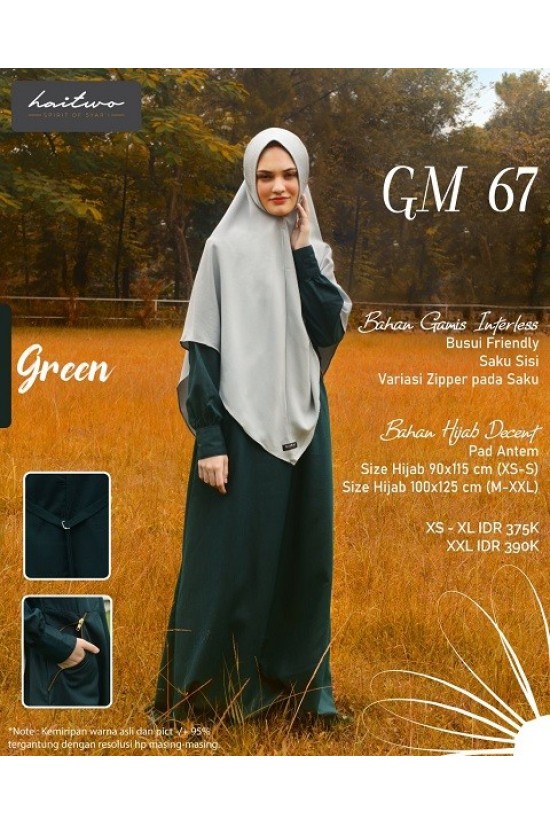 haitwo
SPIRIT OF SYAR'I
GM 67
Green
Bahan Gamis Interless
Busui Friendly
Saku Sisi
Variasi Zipper pada Saku
Bahan Hijab Decent
Pad Antem
Size Hijab 90x115 cm (XS-S)
Size Hijab 100x125 cm (M-XXL)
XS - XL IDR 375K
XXL IDR 390K
*Note : Kemiripan warna asli dan pict -/+ 95%
tergantung dengan resolusi hp masing-masing.